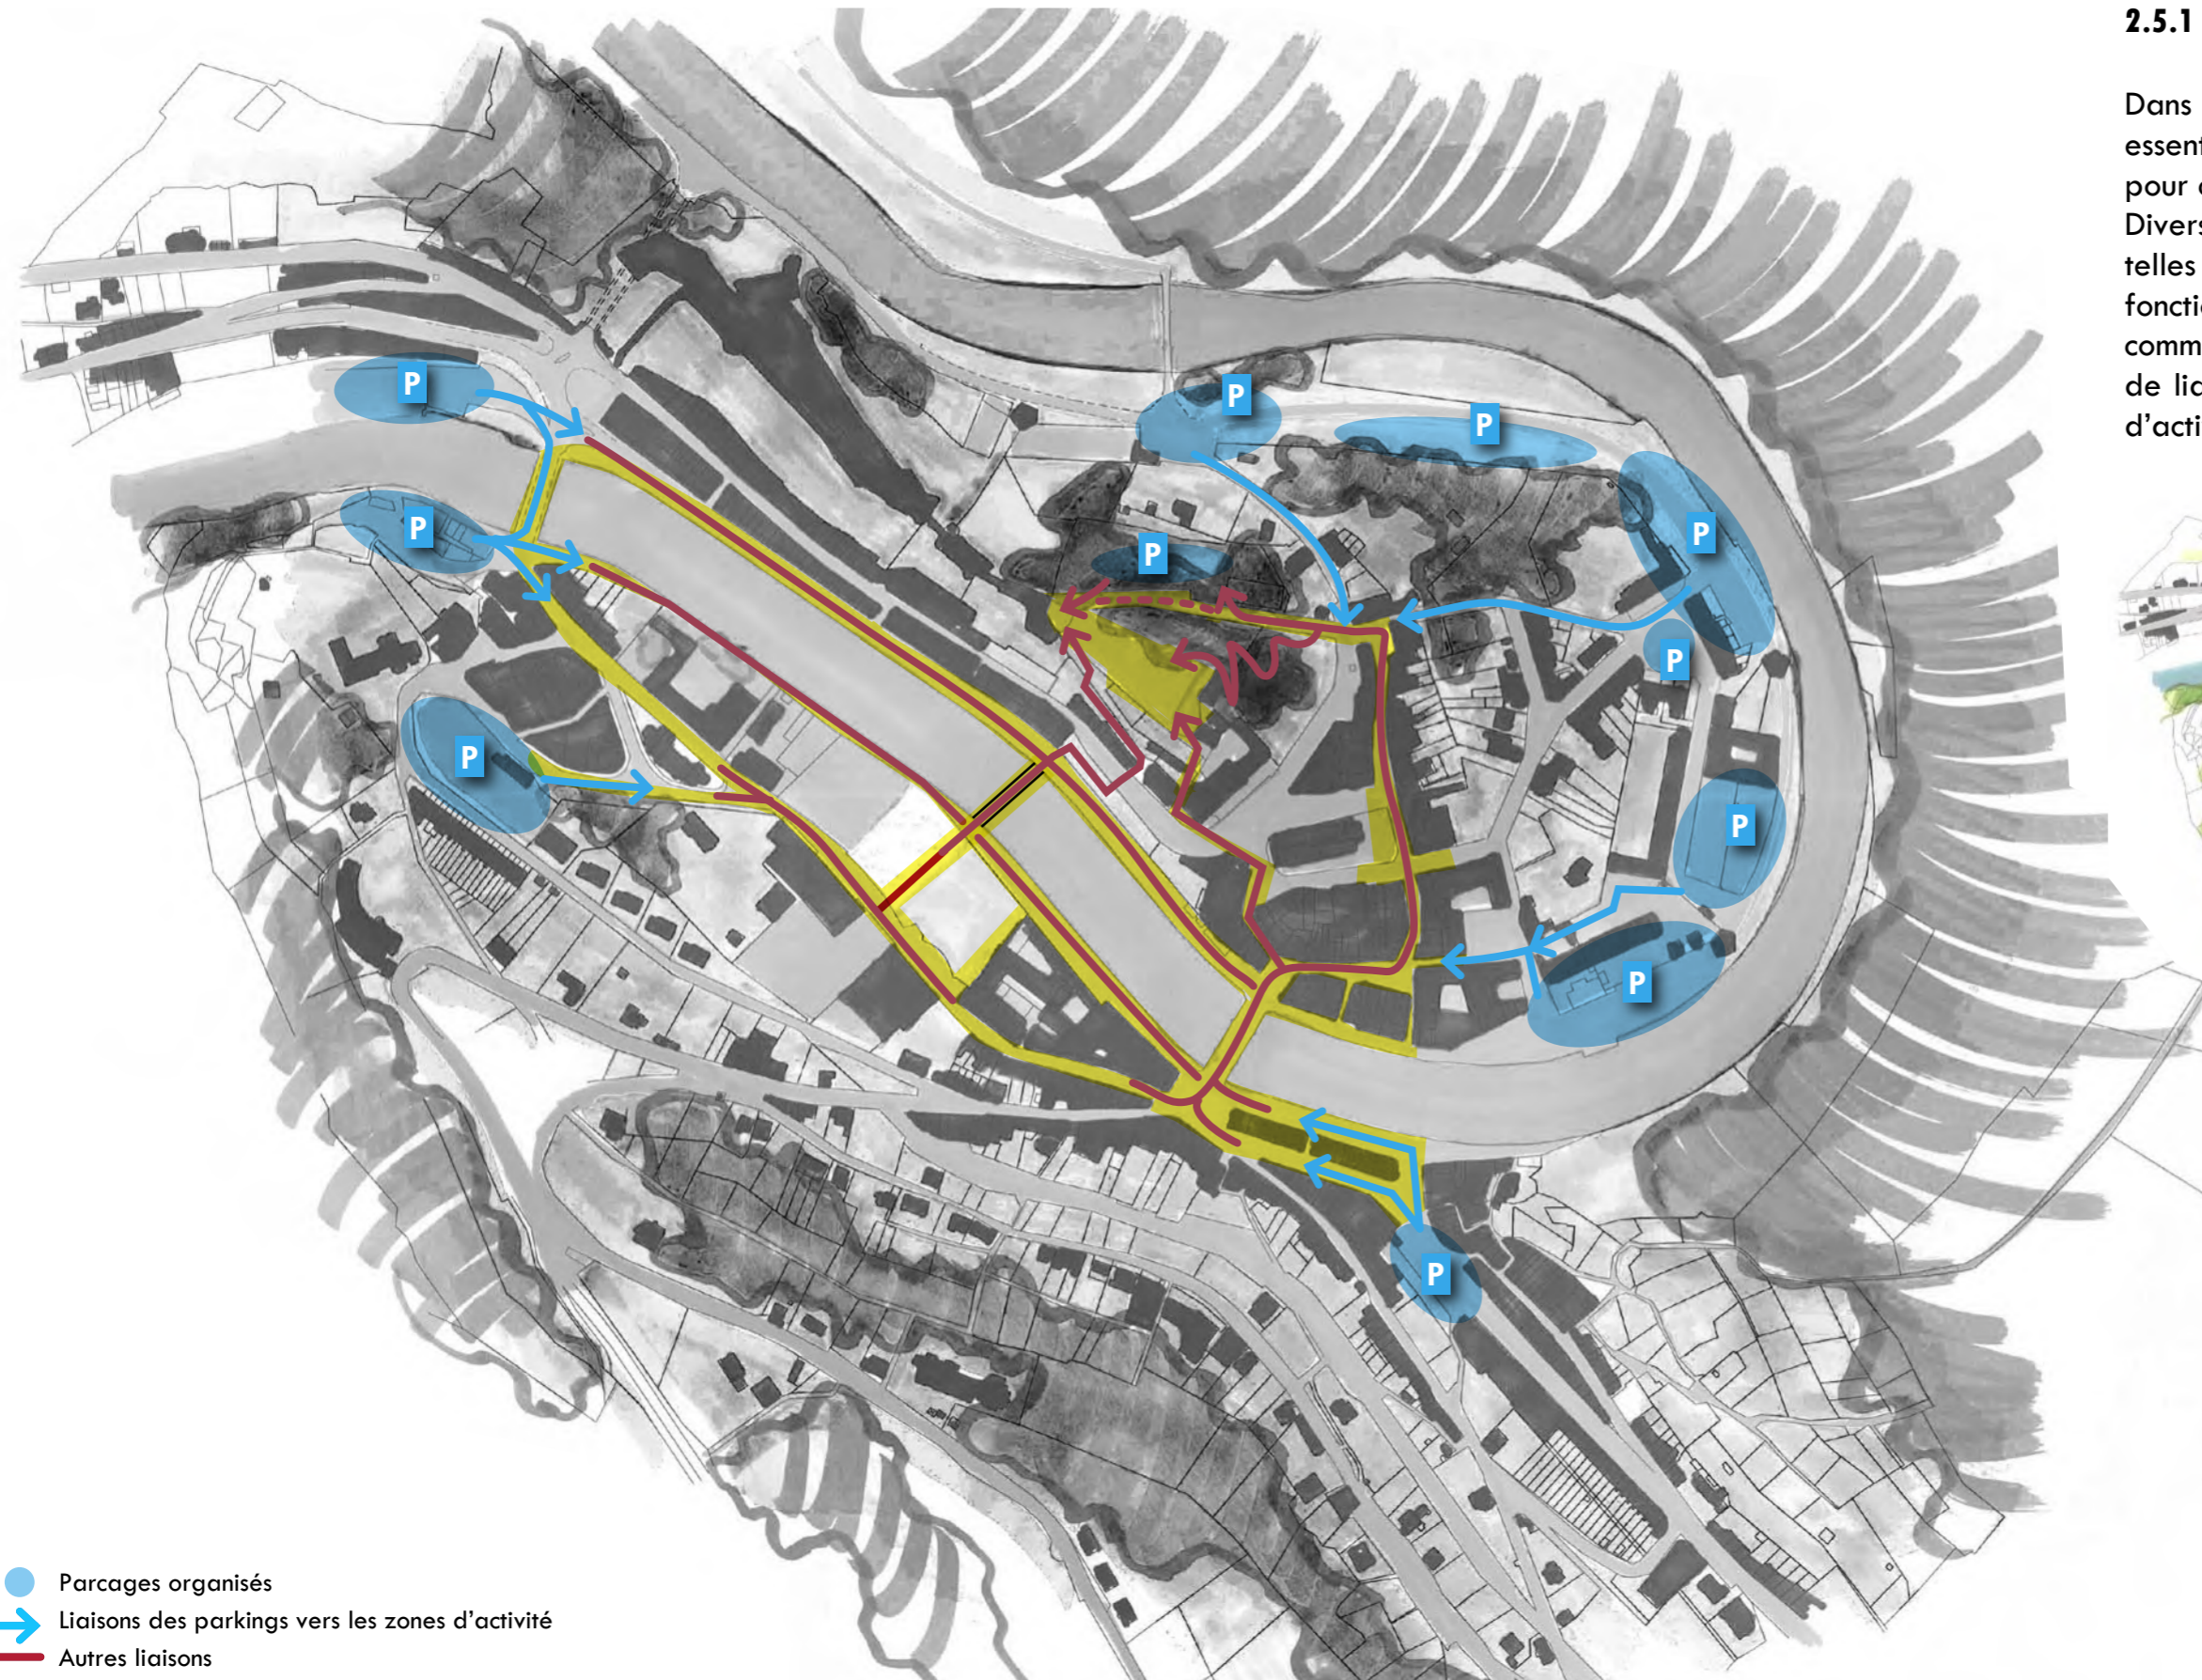 2.5.1
Dans
essent
pour
Divers
telles
foncti
comm
de lia
d'acti
P
P
P
P
P
P
P
P
P
P
P
Parcages organisés
Liaisons des parkings vers les zones d'activité
Autres liaisons